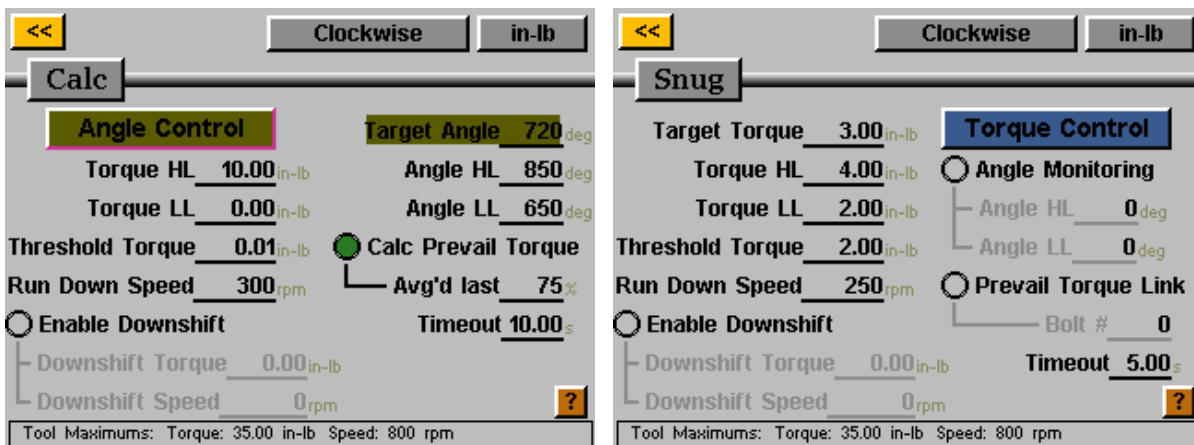 << Clockwise in-lb
Calc
Angle Control Target Angle 720 deg
Torque HL 10.00 in-lb Angle HL 850 deg
Torque LL 0.00 in-lb Angle LL 650 deg
Threshold Torque 0.01 in-lb Calc Prevail Torque
Run Down Speed 300 rpm Avg'd last 75 %
Enable Downshift Timeout 10.00 s
Downshift Torque 0.00 in-lb
Downshift Speed 0 rpm ?
Tool Maximums: Torque: 35.00 in-lb Speed: 800 rpm
<< Clockwise in-lb
Snug
Target Torque 3.00 in-lb Torque Control
Torque HL 4.00 in-lb Angle Monitoring
Torque LL 2.00 in-lb Angle HL 0 deg
Threshold Torque 2.00 in-lb Angle LL 0 deg
Run Down Speed 250 rpm Prevail Torque Link
Enable Downshift Bolt # 0
Downshift Torque 0.00 in-lb Timeout 5.00 s
Downshift Speed 0 rpm ?
Tool Maximums: Torque: 35.00 in-lb Speed: 800 rpm